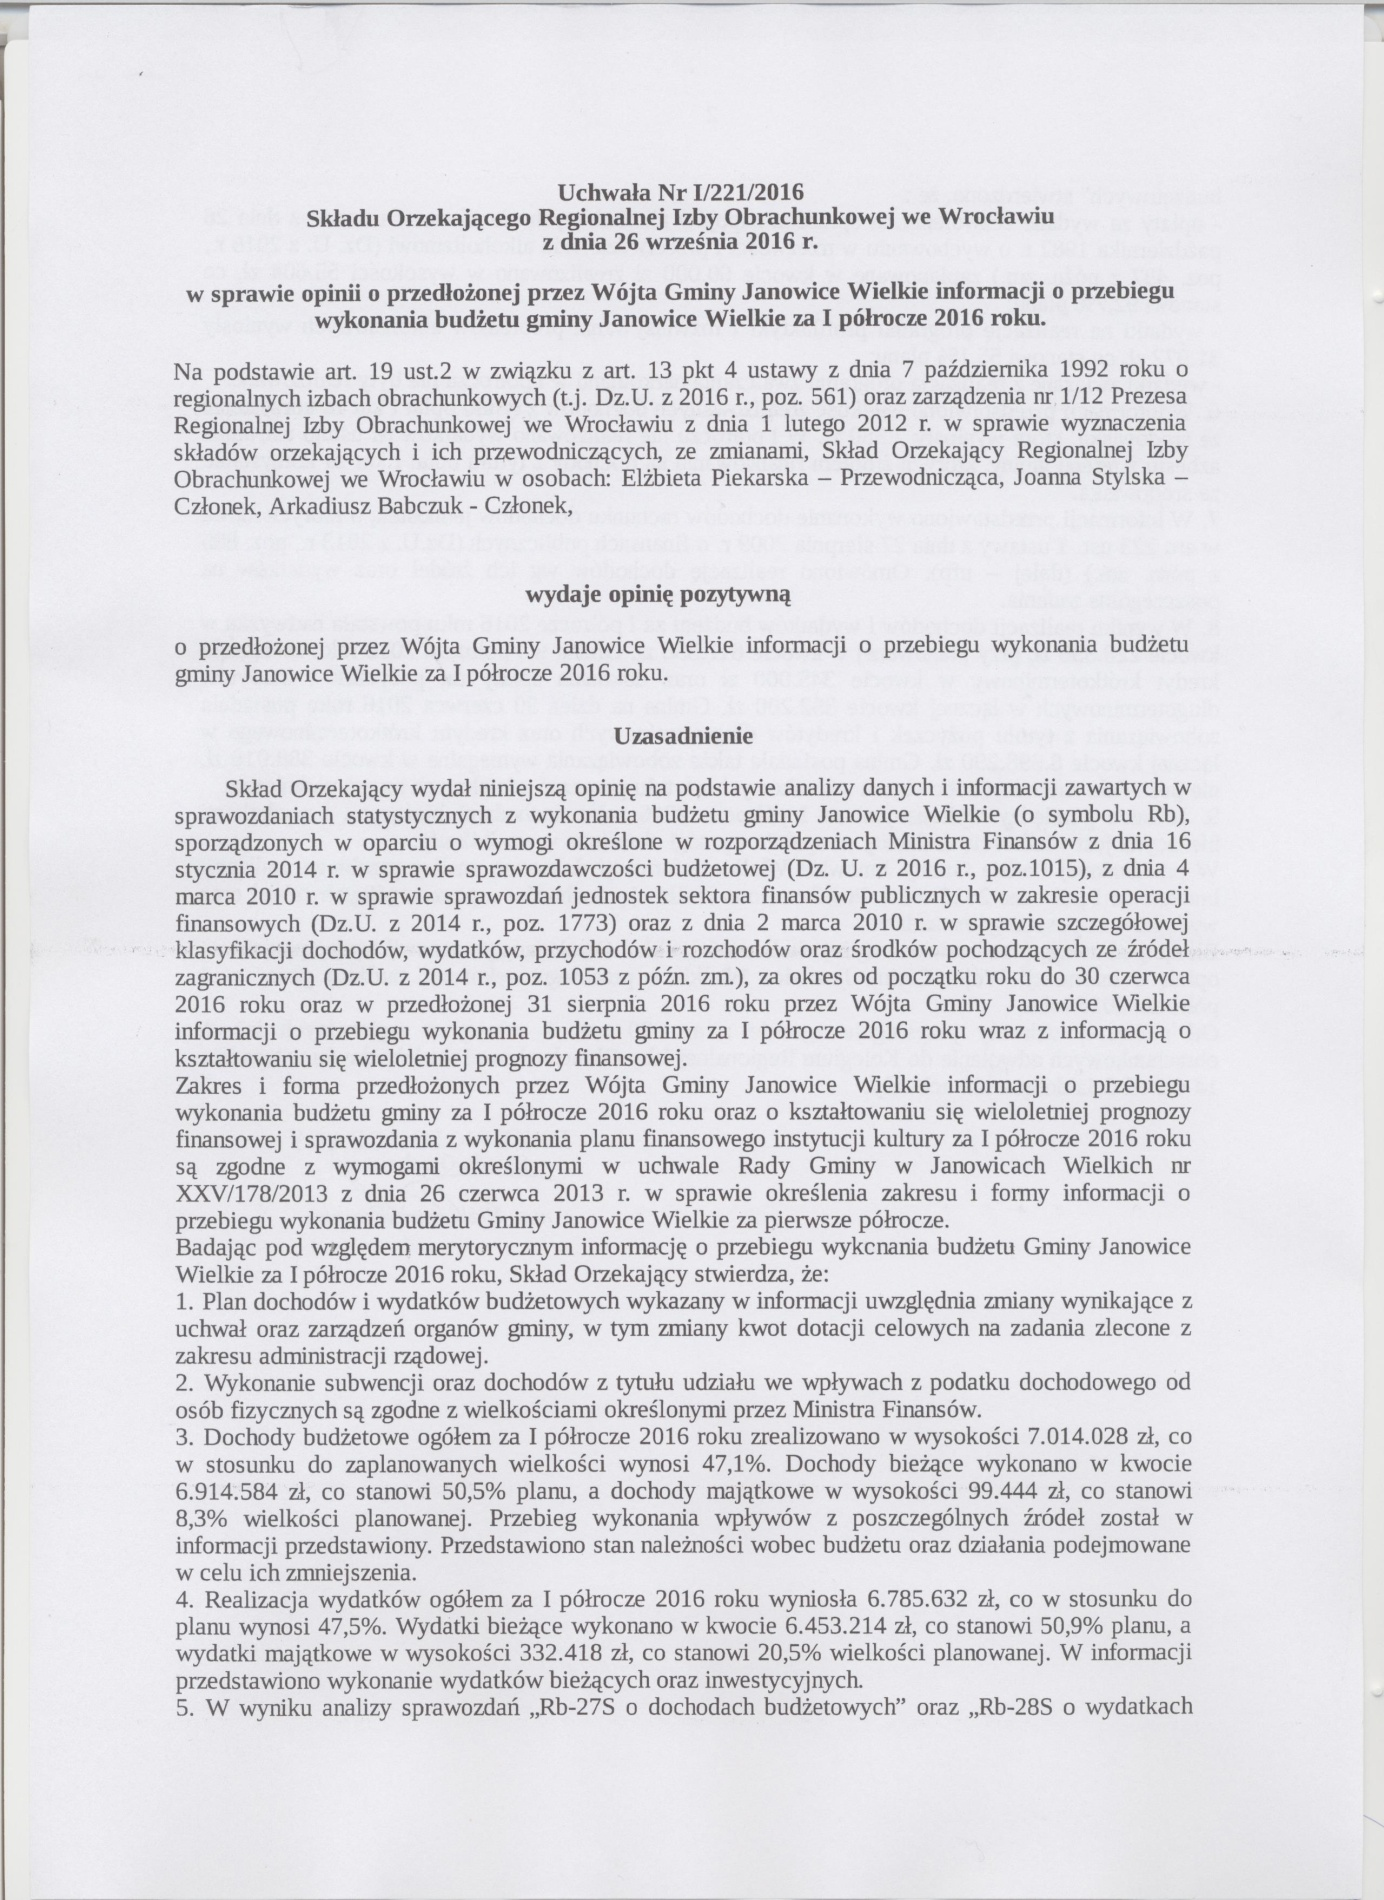 Uchwała Nr I/221/2016
Składu Orzekającego Regionalnej Izby Obrachunkowej we Wrocławiu
z dnia 26 września 2016 r.
w sprawie opinii o przedłożonej przez Wójta Gminy Janowice Wielkie informacji o przebiegu
wykonania budżetu gminy Janowice Wielkie za I półrocze 2016 roku.
Na podstawie art. 19 ust.2 w związku z art. 13 pkt 4 ustawy z dnia 7 października 1992 roku o
regionalnych izbach obrachunkowych (t.j. Dz.U. z 2016 r., poz. 561) oraz zarządzenia nr 1/12 Prezesa
Regionalnej Izby Obrachunkowej we Wrocławiu z dnia 1 lutego 2012 r. w sprawie wyznaczenia
składów orzekających i ich przewodniczących, ze zmianami, Skład Orzekający Regionalnej Izby
Obrachunkowej we Wrocławiu w osobach: Elżbieta Piekarska – Przewodnicząca, Joanna Stylska –
Członek, Arkadiusz Babczuk - Członek,
wydaje opinię pozytywną
o przedłożonej przez Wójta Gminy Janowice Wielkie informacji o przebiegu wykonania budżetu
gminy Janowice Wielkie za I półrocze 2016 roku.
Uzasadnienie
Skład Orzekający wydał niniejszą opinię na podstawie analizy danych i informacji zawartych w
sprawozdaniach statystycznych z wykonania budżetu gminy Janowice Wielkie (o symbolu Rb),
sporządzonych w oparciu o wymogi określone w rozporządzeniach Ministra Finansów z dnia 16
stycznia 2014 r. w sprawie sprawozdawczości budżetowej (Dz. U. z 2016 r., poz.1015), z dnia 4
marca 2010 r. w sprawie sprawozdań jednostek sektora finansów publicznych w zakresie operacji
finansowych (Dz.U. z 2014 r., poz. 1773) oraz z dnia 2 marca 2010 r. w sprawie szczegółowej
klasyfikacji dochodów, wydatków, przychodów i rozchodów oraz środków pochodzących ze źródeł
zagranicznych (Dz.U. z 2014 r., poz. 1053 z późn. zm.), za okres od początku roku do 30 czerwca
2016 roku oraz w przedłożonej 31 sierpnia 2016 roku przez Wójta Gminy Janowice Wielkie
informacji o przebiegu wykonania budżetu gminy za I półrocze 2016 roku wraz z informacją o
kształtowaniu się wieloletniej prognozy finansowej.
Zakres i forma przedłożonych przez Wójta Gminy Janowice Wielkie informacji o przebiegu
wykonania budżetu gminy za I półrocze 2016 roku oraz o kształtowaniu się wieloletniej prognozy
finansowej i sprawozdania z wykonania planu finansowego instytucji kultury za I półrocze 2016 roku
są zgodne z wymogami określonymi w uchwale Rady Gminy w Janowicach Wielkich nr
XXV/178/2013 z dnia 26 czerwca 2013 r. w sprawie określenia zakresu i formy informacji o
przebiegu wykonania budżetu Gminy Janowice Wielkie za pierwsze półrocze.
Badając pod względem merytorycznym informację o przebiegu wykonania budżetu Gminy Janowice
Wielkie za I półrocze 2016 roku, Skład Orzekający stwierdza, że:
1. Plan dochodów i wydatków budżetowych wykazany w informacji uwzględnia zmiany wynikające z
uchwał oraz zarządzeń organów gminy, w tym zmiany kwot dotacji celowych na zadania zlecone z
zakresu administracji rządowej.
2. Wykonanie subwencji oraz dochodów z tytułu udziału we wpływach z podatku dochodowego od
osób fizycznych są zgodne z wielkościami określonymi przez Ministra Finansów.
3. Dochody budżetowe ogółem za I półrocze 2016 roku zrealizowano w wysokości 7.014.028 zł, co
w stosunku do zaplanowanych wielkości wynosi 47,1%. Dochody bieżące wykonano w kwocie
6.914.584 zł, co stanowi 50,5% planu, a dochody majątkowe w wysokości 99.444 zł, co stanowi
8,3% wielkości planowanej. Przebieg wykonania wpływów z poszczególnych źródeł został w
informacji przedstawiony. Przedstawiono stan należności wobec budżetu oraz działania podejmowane
w celu ich zmniejszenia.
4. Realizacja wydatków ogółem za I półrocze 2016 roku wyniosła 6.785.632 zł, co w stosunku do
planu wynosi 47,5%. Wydatki bieżące wykonano w kwocie 6.453.214 zł, co stanowi 50,9% planu, a
wydatki majątkowe w wysokości 332.418 zł, co stanowi 20,5% wielkości planowanej. W informacji
przedstawiono wykonanie wydatków bieżących oraz inwestycyjnych.
5. W wyniku analizy sprawozdań „Rb-27S o dochodach budżetowych” oraz „Rb-28S o wydatkach